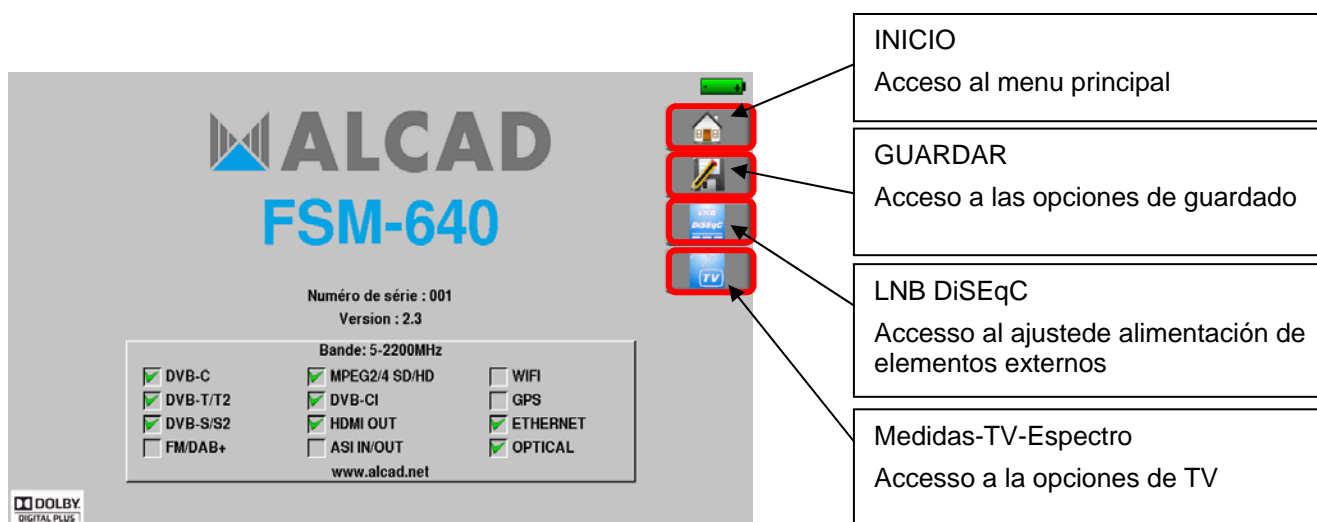 ALCAD
FSM-640
Numéro de série : 001
Version : 2.3
Bande: 5-2200MHz
DVB-C
MPEG2/4 SD/HD
WIFI
DVB-T/T2
DVB-CI
GPS
DVB-S/S2
HDMI OUT
ETHERNET
FM/DAB+
ASI IN/OUT
OPTICAL
www.alcad.net
DOLBY.
DIGITAL PLUS
LNB
DiSEqC
TV
INICIO
Acceso al menu principal
GUARDAR
Acceso a las opciones de guardado
LNB DiSEqC
Accesso al ajustede alimentación de
elementos externos
Medidas-TV-Espectro
Accesso a la opciones de TV